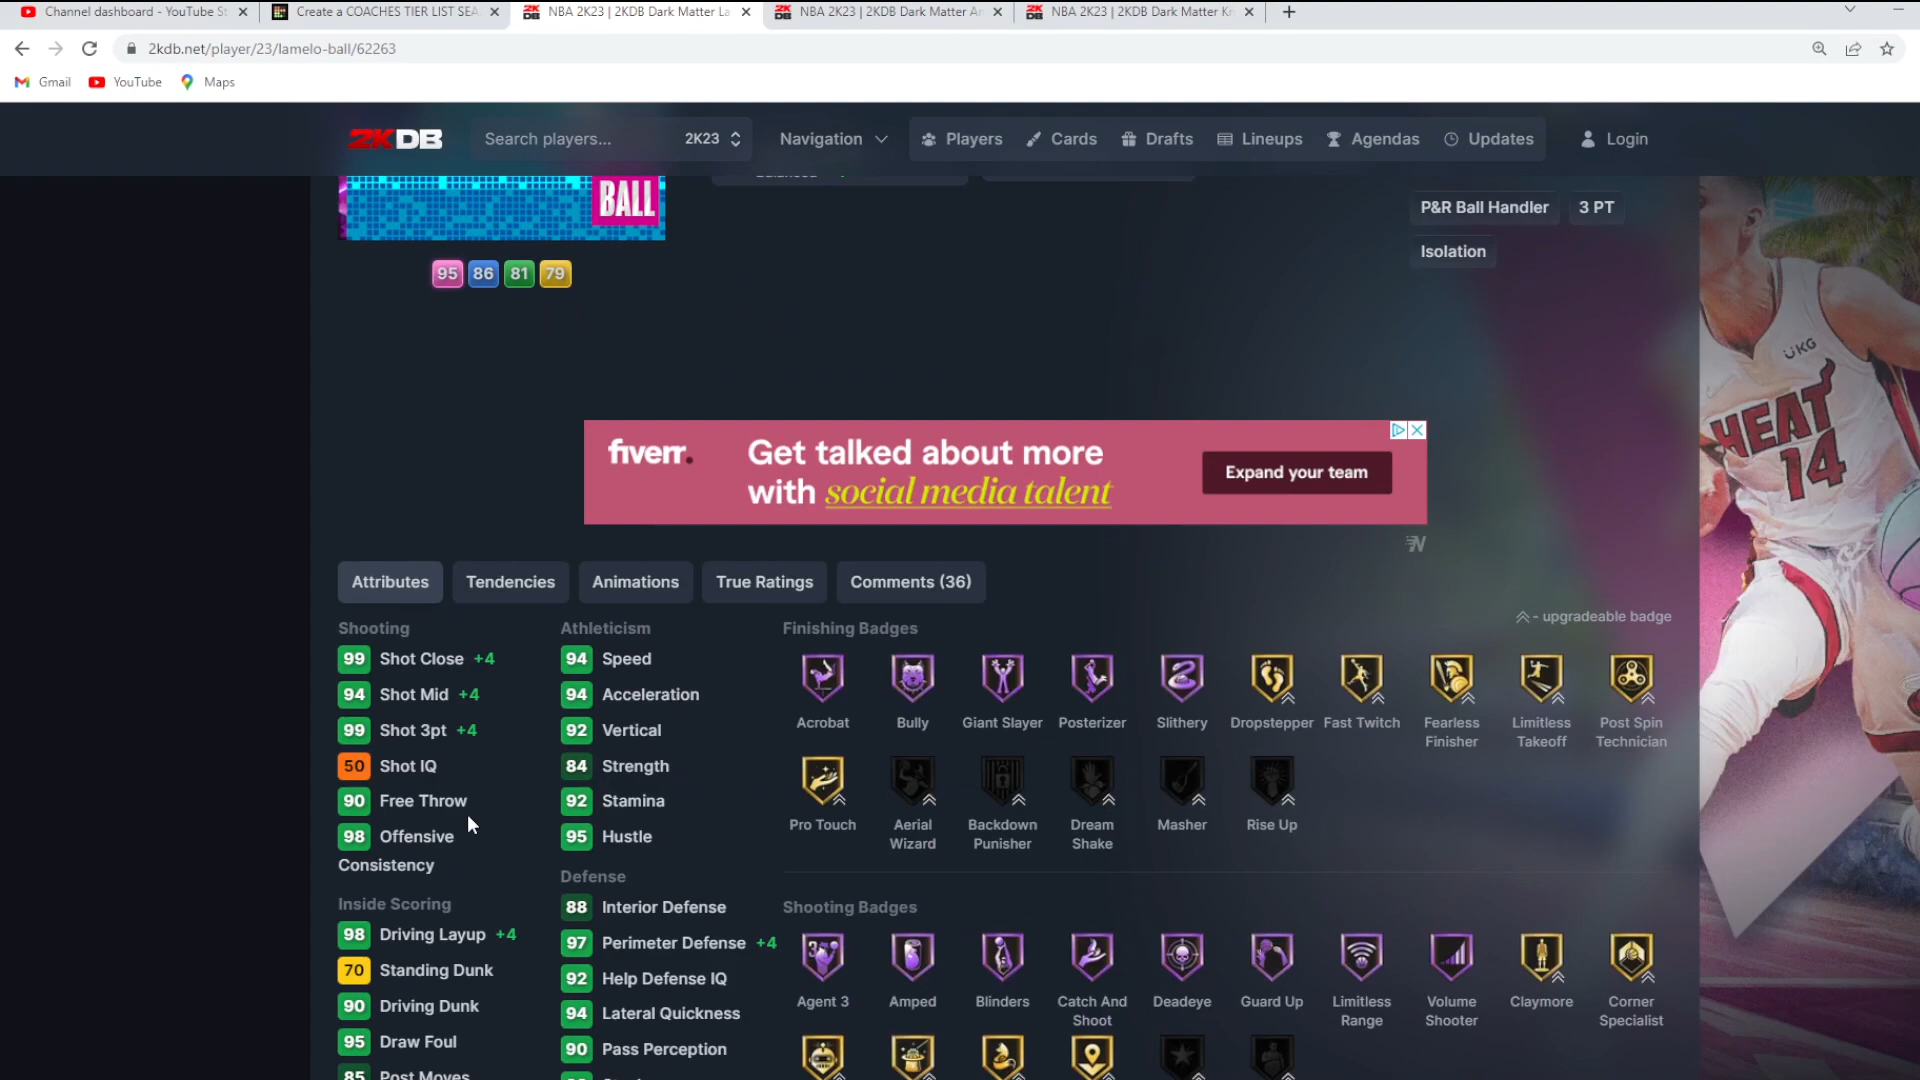 Channel dashboard - YouTube St
Create a COACHES TIER LIST SEA
NBA 2K23 | 2KDB Dark Matter La
NBA 2K23 | 2KDB Dark Matter An
NBA 2K23 | 2KDB Dark Matter Kr
2kdb.net/player/23/lamelo-ball/62263
Gmail
YouTube
Maps
2KDB
Search players...
2K23
Navigation
Players
Cards
Drafts
Lineups
Agendas
Updates
Login
BALL
P&R Ball Handler
3 PT
Isolation
95 86 81 79
UKG
HEAT
14
fiverr.
Get talked about more
with social media talent
Expand your team
Attributes
Tendencies
Animations
True Ratings
Comments (36)
- upgradeable badge
Shooting
99 Shot Close +4
94 Shot Mid +4
99 Shot 3pt +4
50 Shot IQ
90 Free Throw
98 Offensive
Consistency
Inside Scoring
98 Driving Layup +4
70 Standing Dunk
90 Driving Dunk
95 Draw Foul
85 Post Moves
Athleticism
94 Speed
94 Acceleration
92 Vertical
84 Strength
92 Stamina
95 Hustle
Defense
88 Interior Defense
97 Perimeter Defense +4
92 Help Defense IQ
94 Lateral Quickness
90 Pass Perception
Finishing Badges
Acrobat
Bully
Giant Slayer
Posterizer
Slithery
Dropstepper
Fast Twitch
Fearless
Finisher
Limitless
Takeoff
Post Spin
Technician
Pro Touch
Aerial
Wizard
Backdown
Punisher
Dream
Shake
Masher
Rise Up
Shooting Badges
Agent 3
Amped
Blinders
Catch And
Shoot
Deadeye
Guard Up
Limitless
Range
Volume
Shooter
Claymore
Corner
Specialist